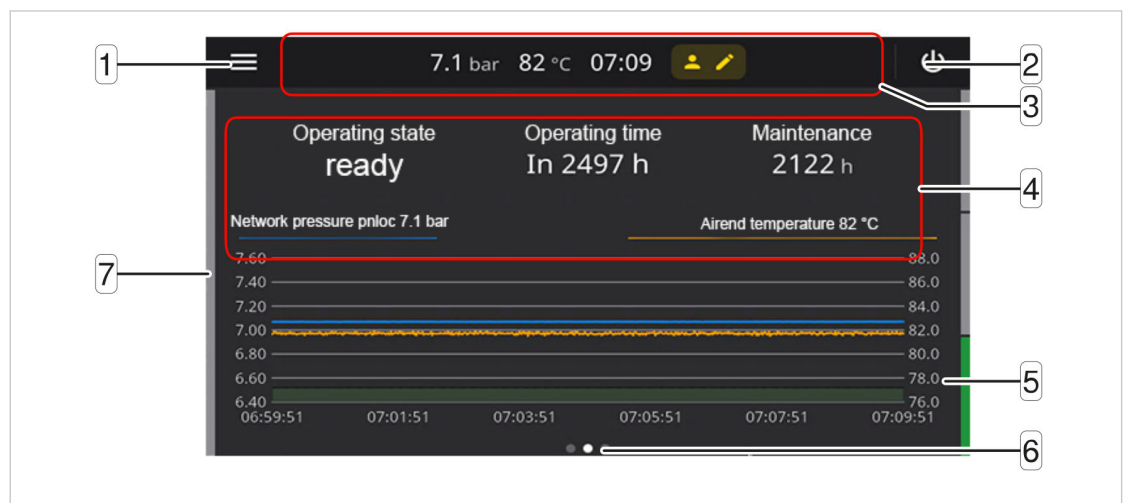 1
7.1 bar 82 °C 07:09
2
3
Operating state Operating time Maintenance
ready In 2497 h 2122 h
4
Network pressure pnloc 7.1 bar Airend temperature 82 °C
7
7.60 88.0
7.40 86.0
7.20 84.0
7.00 82.0
6.80 80.0
6.60 78.0
5
6.40 76.0
06:59:51 07:01:51 07:03:51 07:05:51 07:07:51 07:09:51
6